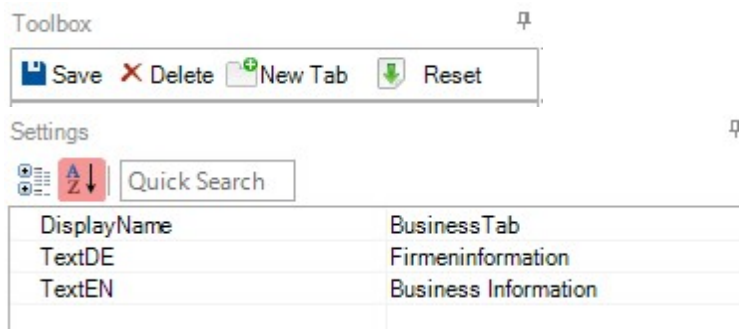 Toolbox
Save Delete New Tab Reset
Settings
A Z Quick Search
DisplayName BusinessTab
TextDE Firmeninformation
TextEN Business Information